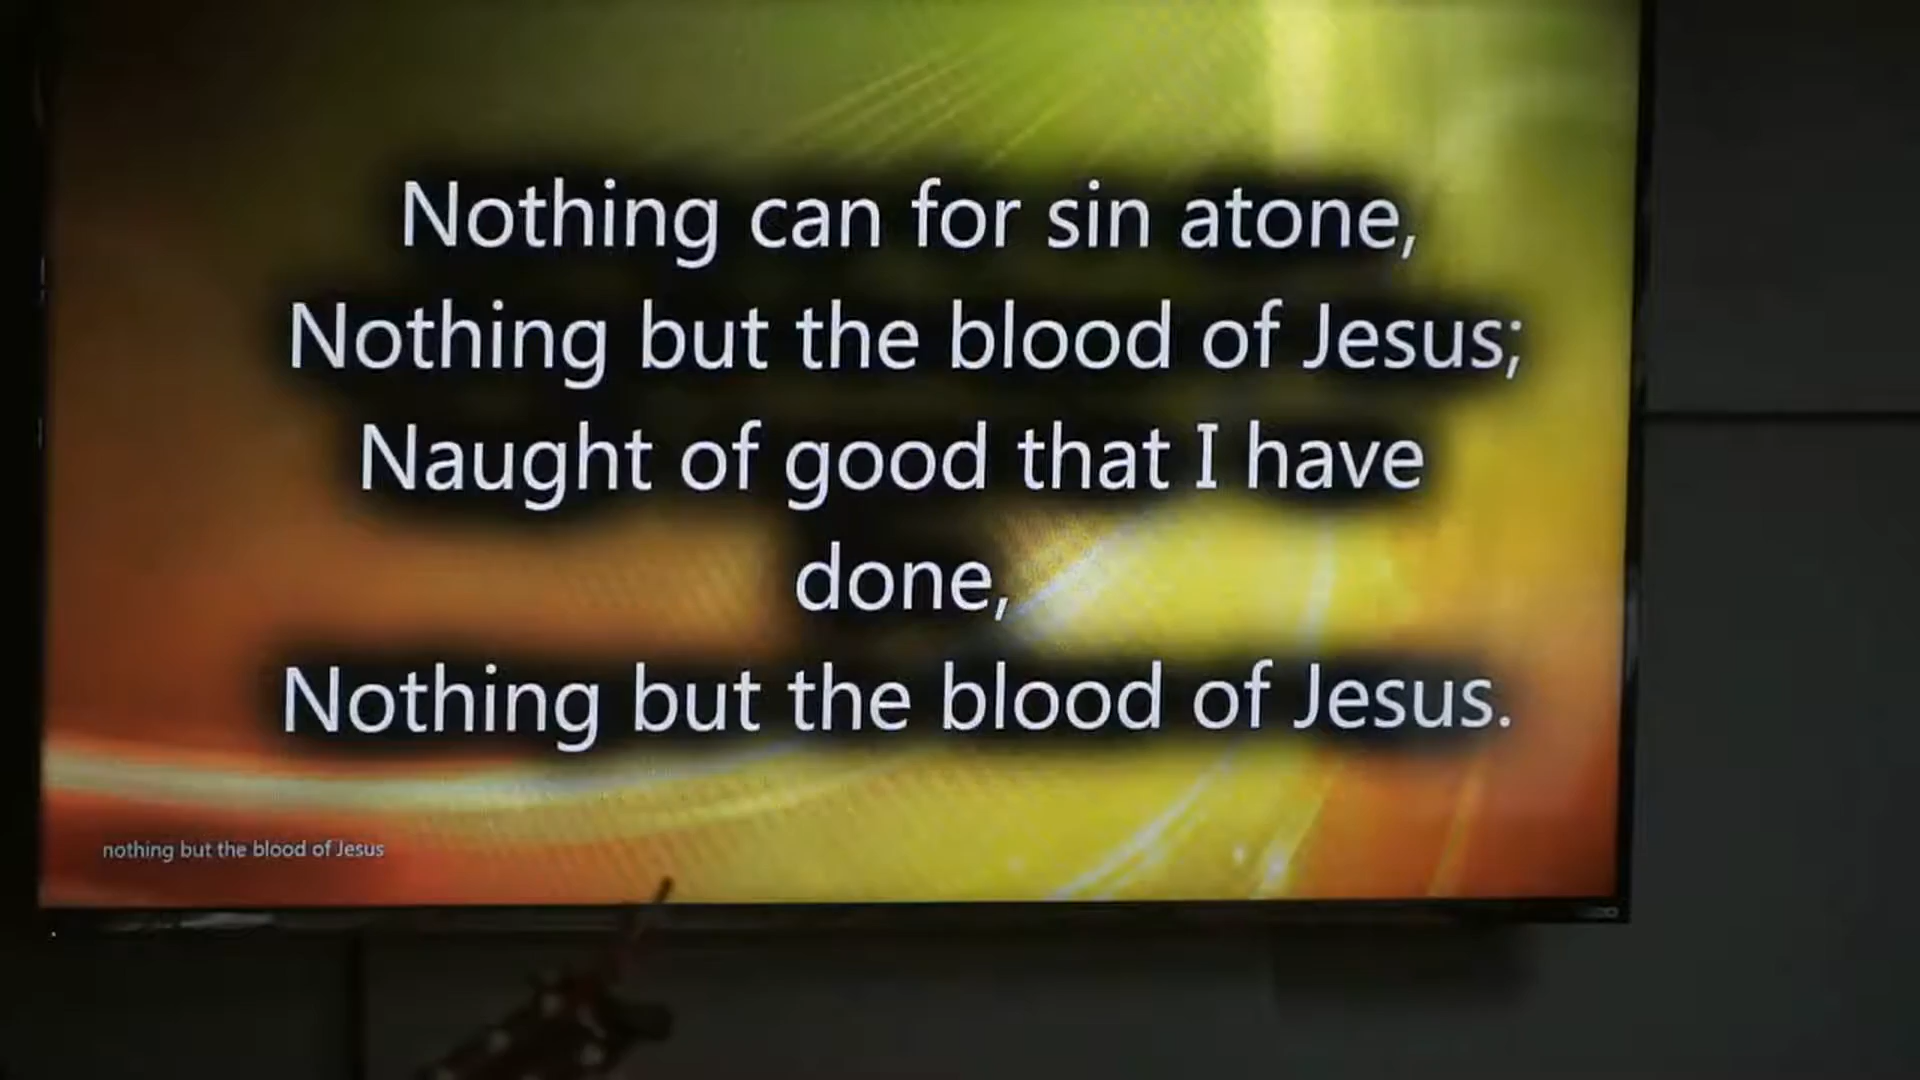 Nothing can for sin atone,
Nothing but the blood of Jesus;
Naught of good that I have
done,
Nothing but the blood of Jesus.
nothing but the blood of Jesus